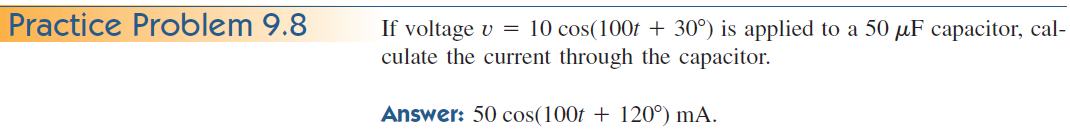 Practice Problem 9.8
If voltage v = 10 cos(100t + 30°) is applied to a 50 μF capacitor, cal-
culate the current through the capacitor.
Answer: 50 cos(100t + 120°) mA.